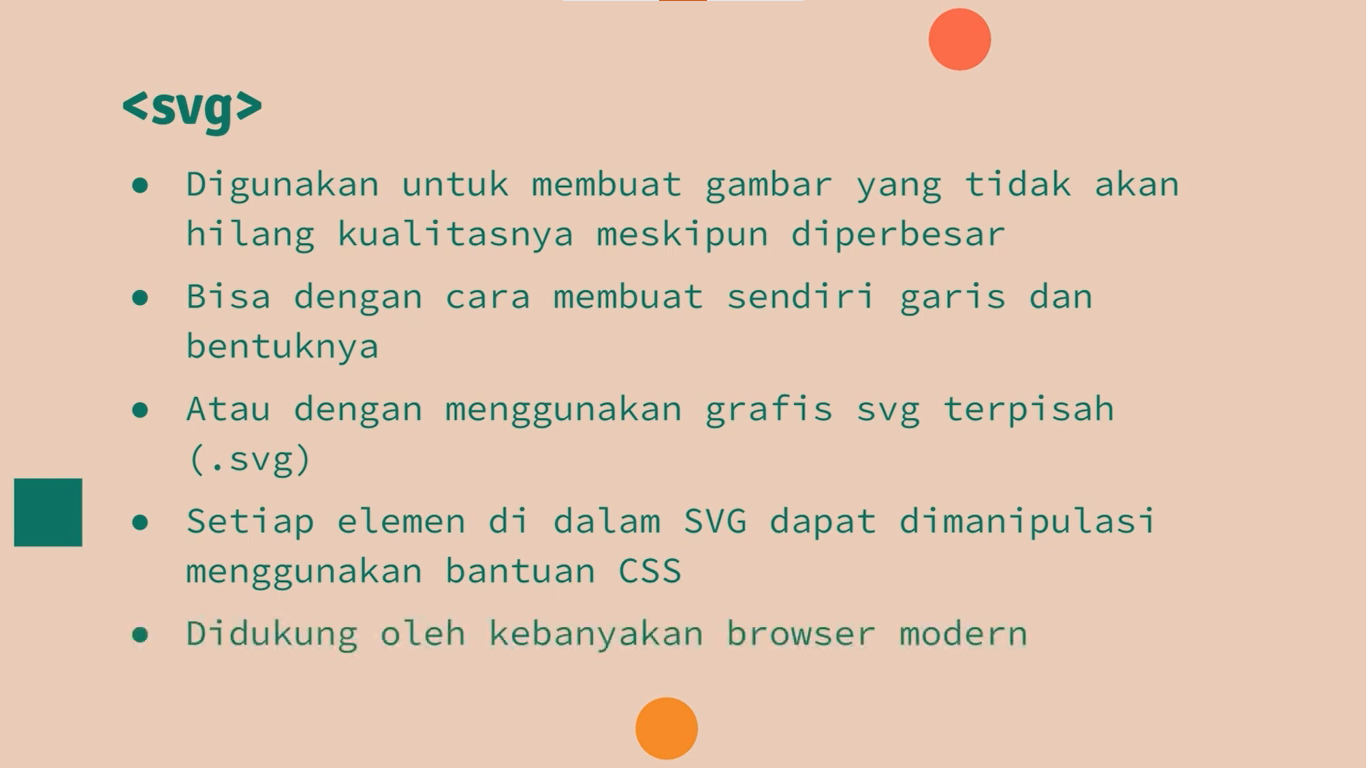 <svg>
● Digunakan untuk membuat gambar yang tidak akan
hilang kualitasnya meskipun diperbesar
● Bisa dengan cara membuat sendiri garis dan
bentuknya
● Atau dengan menggunakan grafis svg terpisah
(.svg)
● Setiap elemen di dalam SVG dapat dimanipulasi
menggunakan bantuan CSS
● Didukung oleh kebanyakan browser modern